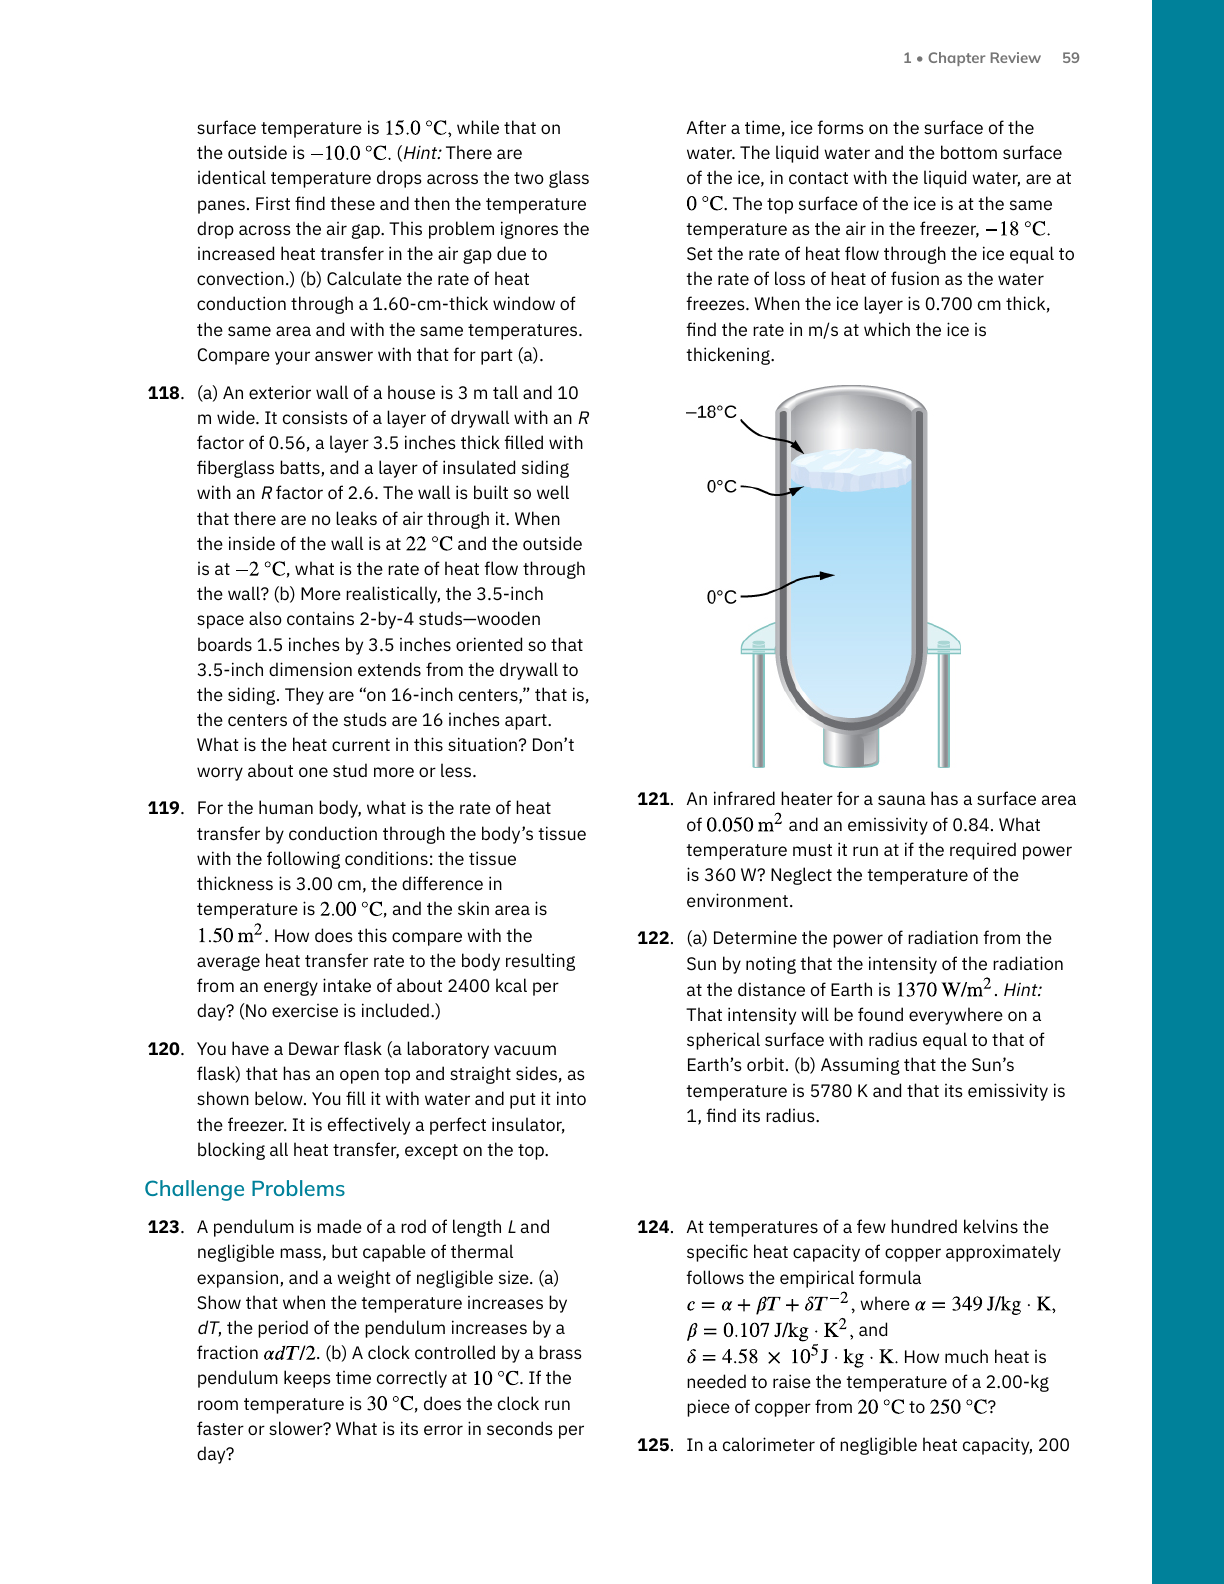 1 • Chapter Review 59
surface temperature is 15.0 °C, while that on
the outside is −10.0 °C. (Hint: There are
identical temperature drops across the two glass
panes. First find these and then the temperature
drop across the air gap. This problem ignores the
increased heat transfer in the air gap due to
convection.) (b) Calculate the rate of heat
conduction through a 1.60-cm-thick window of
the same area and with the same temperatures.
Compare your answer with that for part (a).
118. (a) An exterior wall of a house is 3 m tall and 10
m wide. It consists of a layer of drywall with an R
factor of 0.56, a layer 3.5 inches thick filled with
fiberglass batts, and a layer of insulated siding
with an R factor of 2.6. The wall is built so well
that there are no leaks of air through it. When
the inside of the wall is at 22 °C and the outside
is at −2 °C, what is the rate of heat flow through
the wall? (b) More realistically, the 3.5-inch
space also contains 2-by-4 studs—wooden
boards 1.5 inches by 3.5 inches oriented so that
3.5-inch dimension extends from the drywall to
the siding. They are “on 16-inch centers,” that is,
the centers of the studs are 16 inches apart.
What is the heat current in this situation? Don’t
worry about one stud more or less.
119. For the human body, what is the rate of heat
transfer by conduction through the body’s tissue
with the following conditions: the tissue
thickness is 3.00 cm, the difference in
temperature is 2.00 °C, and the skin area is
1.50 m². How does this compare with the
average heat transfer rate to the body resulting
from an energy intake of about 2400 kcal per
day? (No exercise is included.)
120. You have a Dewar flask (a laboratory vacuum
flask) that has an open top and straight sides, as
shown below. You fill it with water and put it into
the freezer. It is effectively a perfect insulator,
blocking all heat transfer, except on the top.
After a time, ice forms on the surface of the
water. The liquid water and the bottom surface
of the ice, in contact with the liquid water, are at
0 °C. The top surface of the ice is at the same
temperature as the air in the freezer, −18 °C.
Set the rate of heat flow through the ice equal to
the rate of loss of heat of fusion as the water
freezes. When the ice layer is 0.700 cm thick,
find the rate in m/s at which the ice is
thickening.
–18°C
0°C
0°C
121. An infrared heater for a sauna has a surface area
of 0.050 m² and an emissivity of 0.84. What
temperature must it run at if the required power
is 360 W? Neglect the temperature of the
environment.
122. (a) Determine the power of radiation from the
Sun by noting that the intensity of the radiation
at the distance of Earth is 1370 W/m². Hint:
That intensity will be found everywhere on a
spherical surface with radius equal to that of
Earth’s orbit. (b) Assuming that the Sun’s
temperature is 5780 K and that its emissivity is
1, find its radius.
Challenge Problems
123. A pendulum is made of a rod of length L and
negligible mass, but capable of thermal
expansion, and a weight of negligible size. (a)
Show that when the temperature increases by
dT, the period of the pendulum increases by a
fraction αdT/2. (b) A clock controlled by a brass
pendulum keeps time correctly at 10 °C. If the
room temperature is 30 °C, does the clock run
faster or slower? What is its error in seconds per
day?
124. At temperatures of a few hundred kelvins the
specific heat capacity of copper approximately
follows the empirical formula
c = α + βT + δT⁻², where α = 349 J/kg · K,
β = 0.107 J/kg · K², and
δ = 4.58 × 10⁵J · kg · K. How much heat is
needed to raise the temperature of a 2.00-kg
piece of copper from 20 °C to 250 °C?
125. In a calorimeter of negligible heat capacity, 200